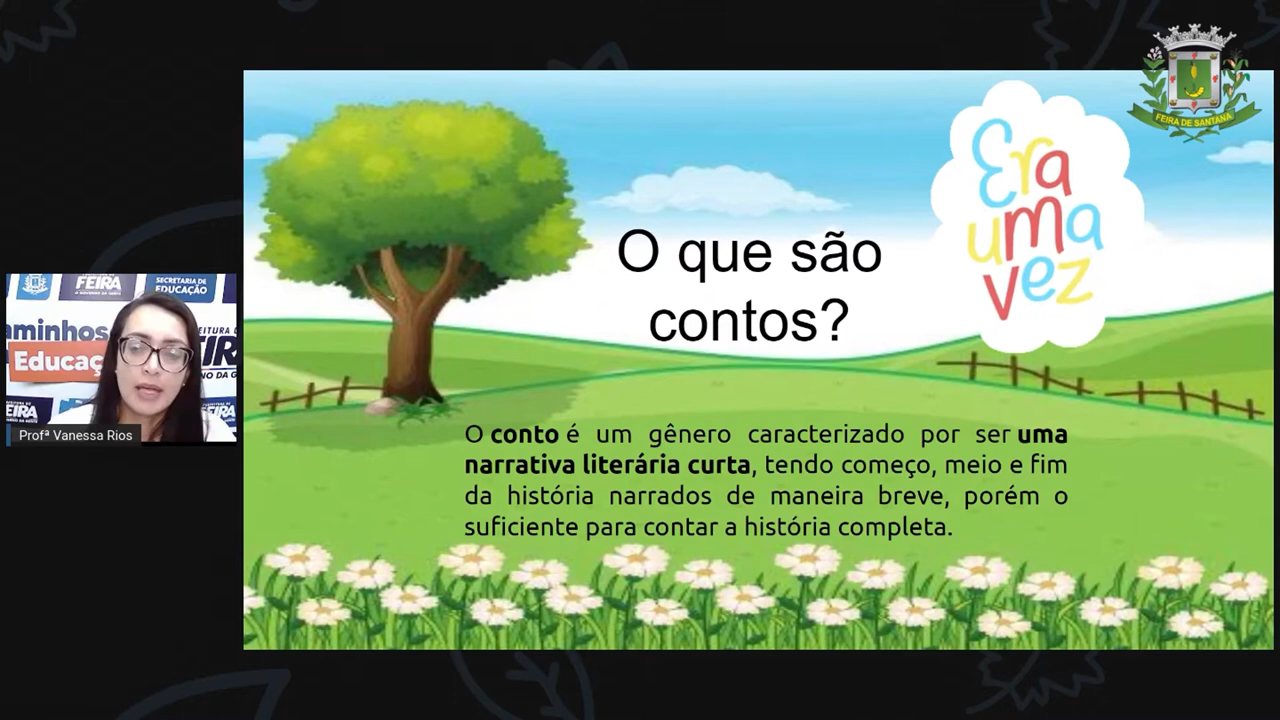 FEIRA DE SANTANA
Era
uma
vez
O que são
contos?
FEIRA
SECRETARIA DE
EDUCAÇÃO
aminhos
Educaç
EIRA
FEIRA
Profª Vanessa Rios
O conto é um gênero caracterizado por ser uma
narrativa literária curta, tendo começo, meio e fim
da história narrados de maneira breve, porém o
suficiente para contar a história completa.